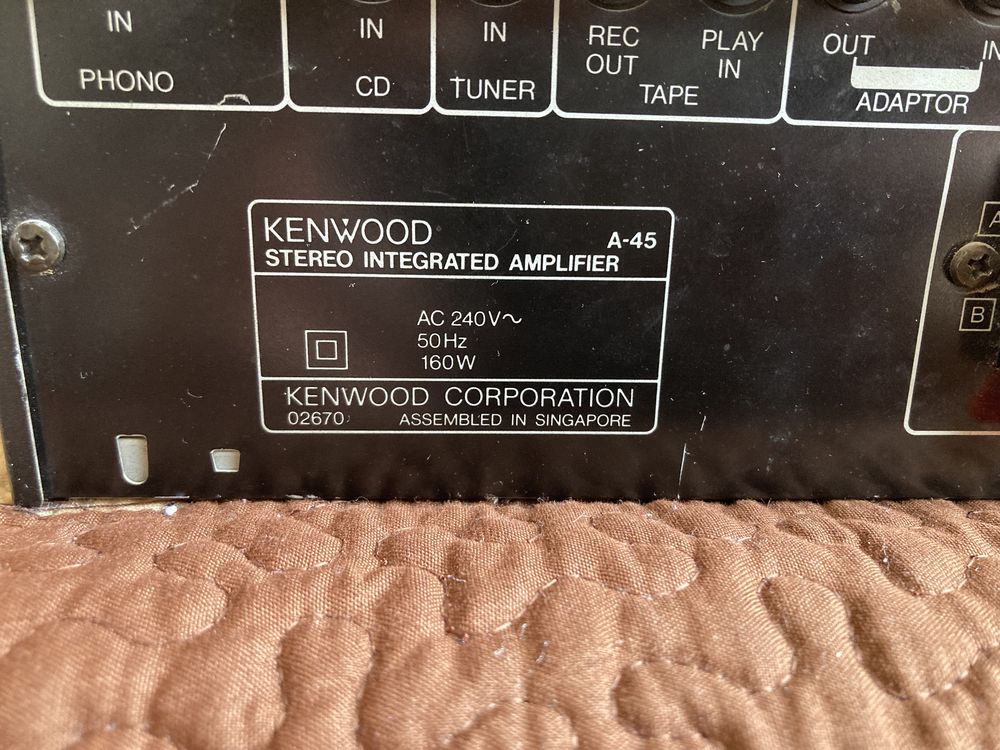 IN
PHONO
IN
CD
IN
TUNER
REC OUT
PLAY IN
TAPE
OUT
IN
ADAPTOR
KENWOOD
A-45
STEREO INTEGRATED AMPLIFIER
AC 240V~
50Hz
160W
KENWOOD CORPORATION
02670 ASSEMBLED IN SINGAPORE
A
B